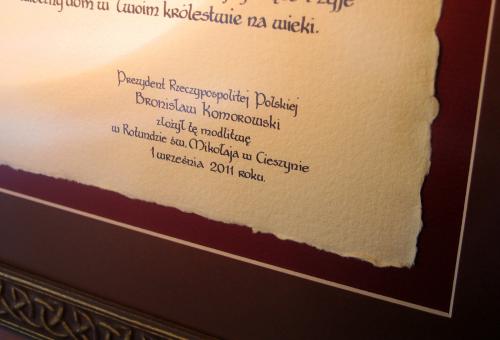 w Twoim królestwie na wieki.
Prezydent Rzeczypospolitej Polskiej
Bronisław Komorowski
złożył tę modlitwę
w Rotundzie św. Mikołaja w Cieszynie
1 września 2011 roku.